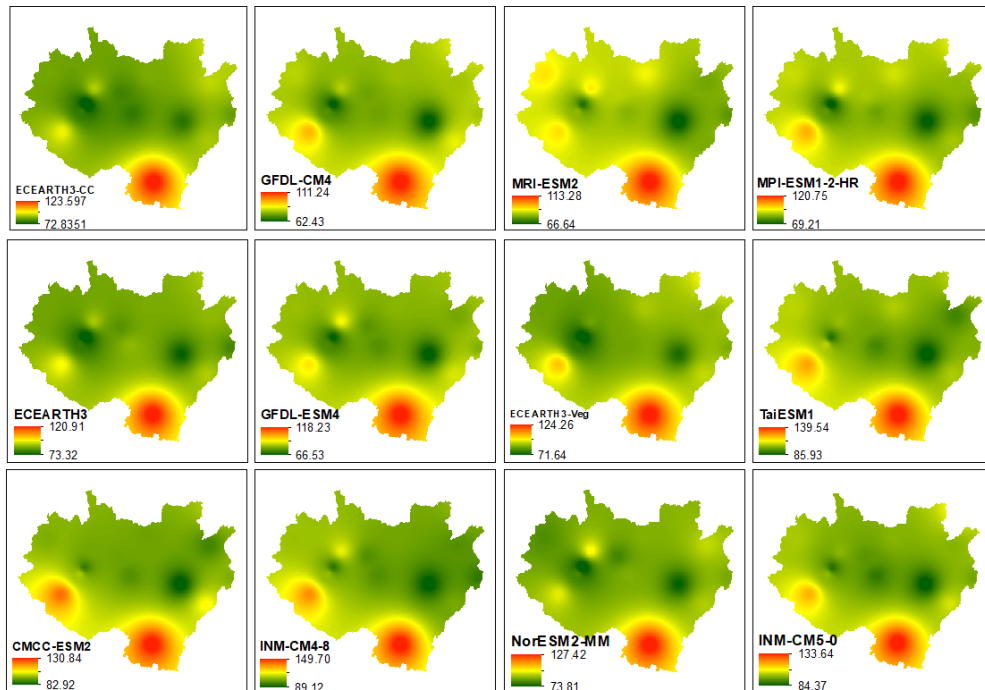 ECEARTH3-CC
123.597
72.8351
GFDL-CM4
111.24
62.43
MRI-ESM2
113.28
66.64
MPI-ESM1-2-HR
120.75
69.21
ECEARTH3
120.91
73.32
GFDL-ESM4
118.23
66.53
ECEARTH3-Veg
124.26
71.64
TaiESM1
139.54
85.93
CMCC-ESM2
130.84
82.92
INM-CM4-8
149.70
89.12
NorESM2-MM
127.42
73.81
INM-CM5-0
133.64
84.37